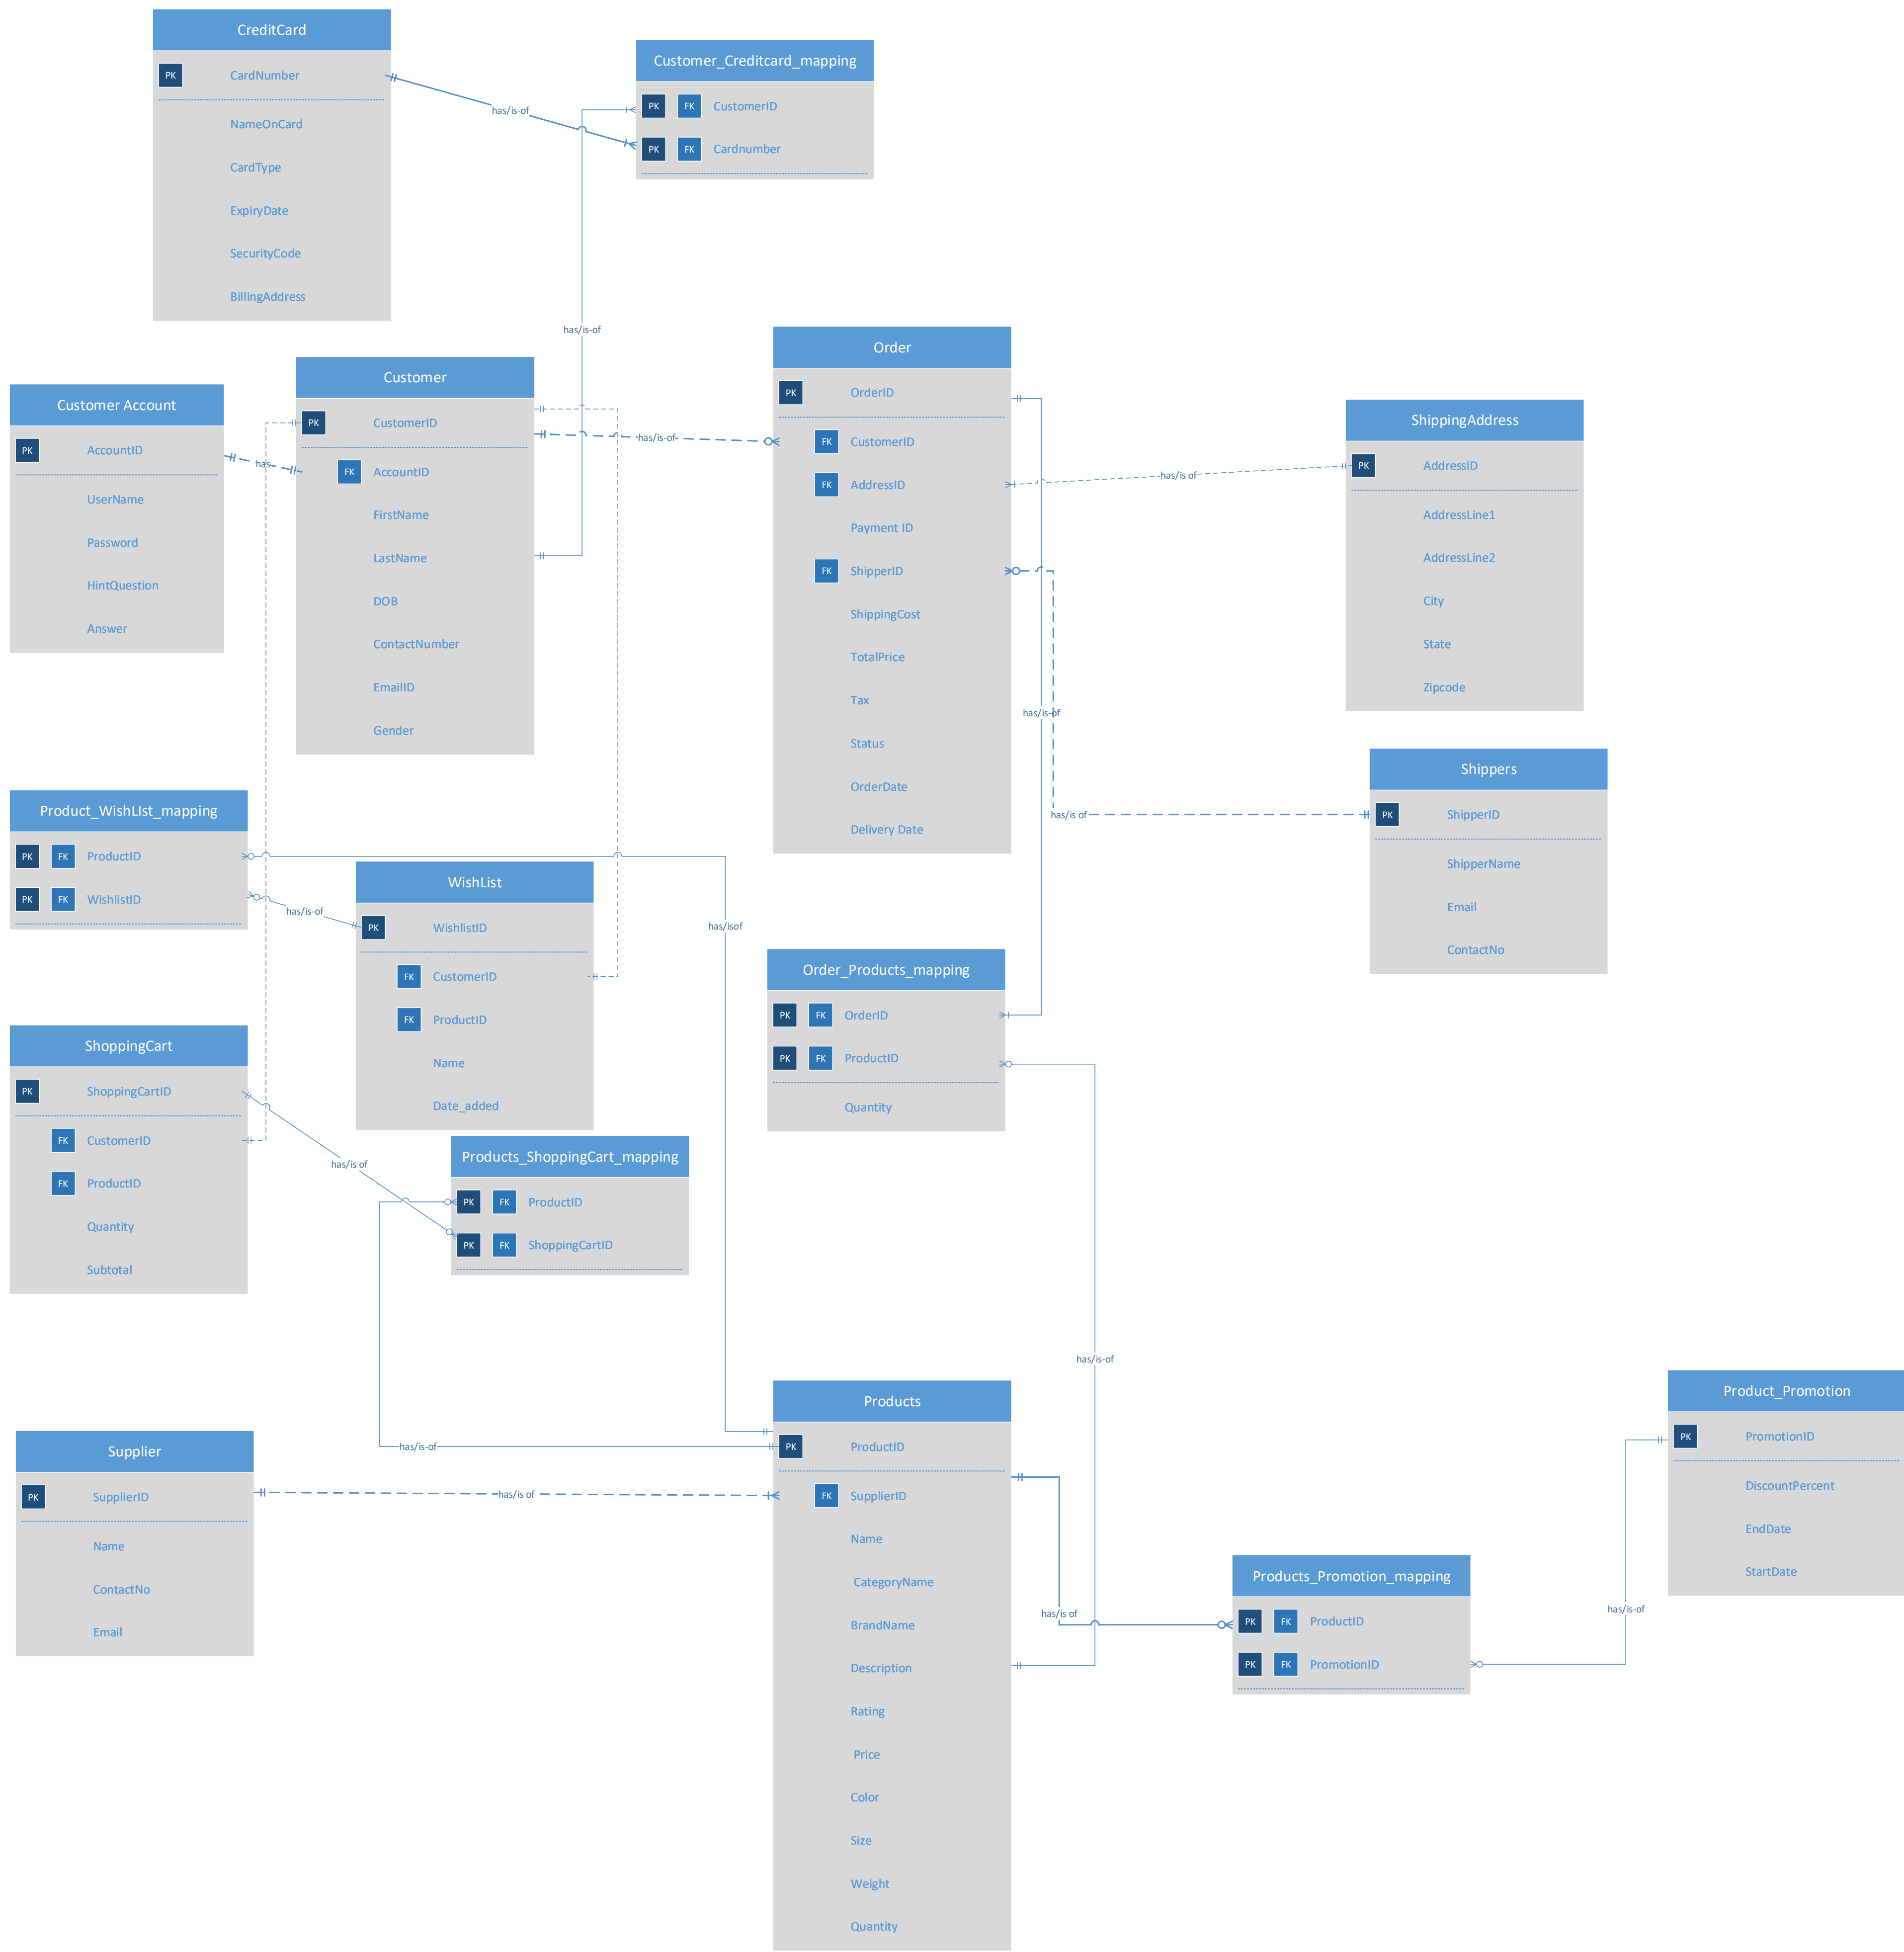 CreditCard
PK CardNumber
NameOnCard
CardType
ExpiryDate
SecurityCode
BillingAddress
has/is-of
Customer_Creditcard_mapping
PK FK CustomerID
PK FK Cardnumber
has/is-of
Customer Account
PK AccountID
UserName
Password
HintQuestion
Answer
has
Customer
PK CustomerID
FK AccountID
FirstName
LastName
DOB
ContactNumber
EmailID
Gender
has/is-of
Order
PK OrderID
FK CustomerID
FK AddressID
Payment ID
FK ShipperID
ShippingCost
TotalPrice
Tax
Status
OrderDate
Delivery Date
has/is of
has/is-of
has/is of
ShippingAddress
PK AddressID
AddressLine1
AddressLine2
City
State
Zipcode
Shippers
PK ShipperID
ShipperName
Email
ContactNo
Product_WishLIst_mapping
PK FK ProductID
PK FK WishlistID
has/is-of
WishList
PK WishlistID
FK CustomerID
FK ProductID
Name
Date_added
has/isof
Order_Products_mapping
PK FK OrderID
PK FK ProductID
Quantity
ShoppingCart
PK ShoppingCartID
FK CustomerID
FK ProductID
Quantity
Subtotal
has/is of
Products_ShoppingCart_mapping
PK FK ProductID
PK FK ShoppingCartID
has/is-of
has/is-of
Supplier
PK SupplierID
Name
ContactNo
Email
has/is of
Products
PK ProductID
FK SupplierID
Name
CategoryName
BrandName
Description
Rating
Price
Color
Size
Weight
Quantity
has/is of
Products_Promotion_mapping
PK FK ProductID
PK FK PromotionID
has/is-of
Product_Promotion
PK PromotionID
DiscountPercent
EndDate
StartDate